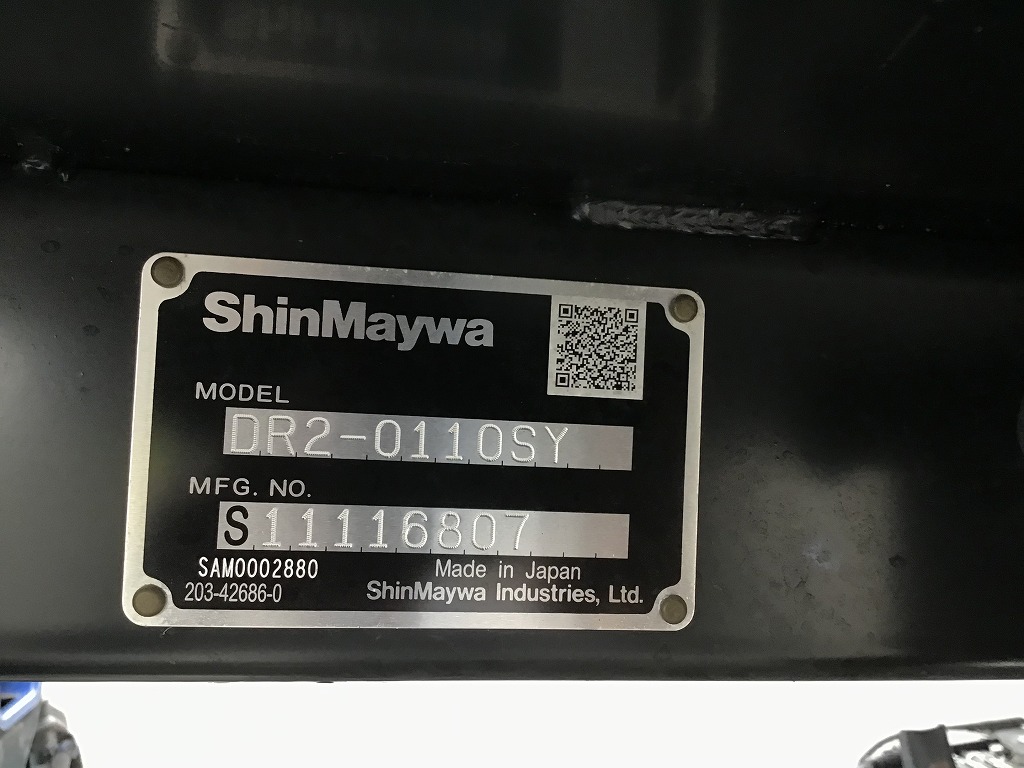 ShinMaywa
MODEL
DR2-0110SY
MFG. NO.
S11116807
SAM0002880
Made in Japan
203-42686-0
ShinMaywa Industries, Ltd.